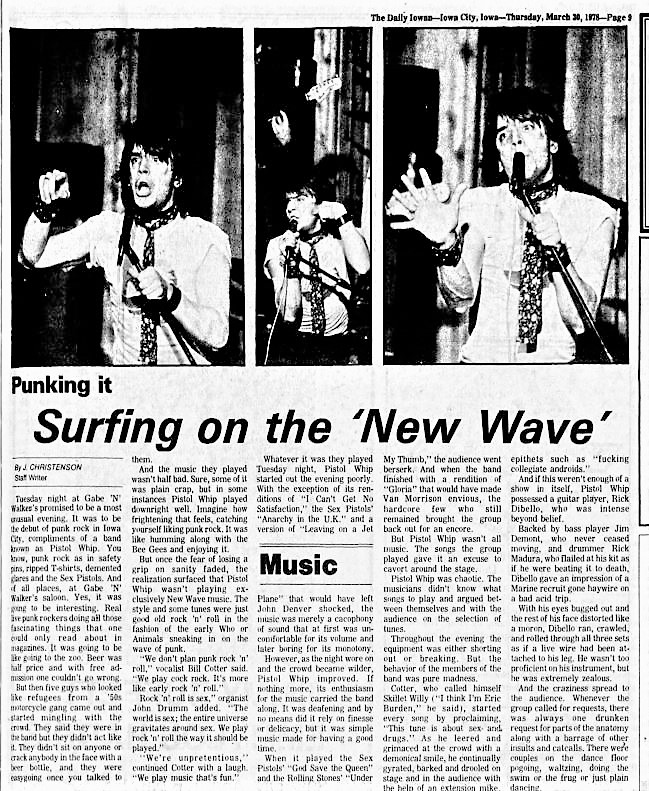 The Daily Iowan—Iowa City, Iowa—Thursday, March 30, 1978—Page 9
Punking it
Surfing on the 'New Wave'
By J. CHRISTENSON
Staff Writer
Tuesday night at Gabe 'N'
Walker's promised to be a most
unusual evening. It was to be
the debut of punk rock in Iowa
City, compliments of a band
known as Pistol Whip. You
know, punk rock as in safety
pins, ripped T-shirts, demented
glares and the Sex Pistols. And
of all places, at Gabe 'N'
Walker's saloon. Yes, it was
going to be interesting. Real
live punk rockers doing all those
fascinating things that one
could only read about in
magazines. It was going to be
like going to the zoo. Beer was
half price and with free ad-
mission one couldn't go wrong.
But then five guys who looked
like refugees from a '50s
motorcycle gang came out and
started mingling with the
crowd. They said they were in
the band but they didn't act like
it. They didn't sit on anyone or
crack anybody in the face with a
beer bottle, and they were
easygoing once you talked to
them.
And the music they played
wasn't half bad. Sure, some of it
was plain crap, but in some
instances Pistol Whip played
downright well. Imagine how
frightening that feels, catching
yourself liking punk rock. It was
like humming along with the
Bee Gees and enjoying it.
But once the fear of losing a
grip on sanity faded, the
realization surfaced that Pistol
Whip wasn't playing ex-
clusively New Wave music. The
style and some tunes were just
good old rock 'n' roll in the
fashion of the early Who or
Animals sneaking in on the
wave of punk.
"We don't plan punk rock 'n'
roll," vocalist Bill Cotter said.
"We play cock rock. It's more
like early rock 'n' roll."
Rock 'n' roll is sex," organist
John Drumm added. "The
world is sex; the entire universe
gravitates around sex. We play
rock 'n' roll the way it should be
played."
"We're unpretentious,"
continued Cotter with a laugh.
"We play music that's fun."
Whatever it was they played
Tuesday night, Pistol Whip
started out the evening poorly.
With the exception of its ren-
ditions of "I Can't Get No
Satisfaction," the Sex Pistols'
"Anarchy in the U.K." and a
version of "Leaving on a Jet
Music
Plane" that would have left
John Denver shocked, the
music was merely a cacophony
of sound that at first was un-
comfortable for its volume and
later boring for its monotony.
However, as the night wore on
and the crowd became wilder,
Pistol Whip improved. If
nothing more, its enthusiasm
for the music carried the band
along. It was deafening and by
no means did it rely on finesse
or delicacy, but it was simple
music made for having a good
time.
When it played the Sex
Pistols' "God Save the Queen"
and the Rolling Stones' "Under
My Thumb," the audience went
berserk. And when the band
finished with a rendition of
"Gloria" that would have made
Van Morrison envious, the
hardcore few who still
remained brought the group
back out for an encore.
But Pistol Whip wasn't all
music. The songs the group
played gave it an excuse to
cavort around the stage.
Pistol Whip was chaotic. The
musicians didn't know what
songs to play and argued bet-
ween themselves and with the
audience on the selection of
tunes.
Throughout the evening the
equipment was either shorting
out or breaking. But the
behavior of the members of the
band was pure madness.
Cotter, who called himself
Skillet Willy ("I think I'm Eric
Burden," he said), started
every song by proclaiming,
"This tune is about sex and
drugs." As he leered and
grimaced at the crowd with a
demonical smile, he continually
gyrated, barked and drooled on
stage and in the audience with
the help of an extension mike.
epithets such as "fucking
collegiate androids."
And if this weren't enough of a
show in itself, Pistol Whip
possessed a guitar player, Rick
Dibello, who was intense
beyond belief.
Backed by bass player Jim
Demont, who never ceased
moving, and drummer Rick
Madura, who flailed at his kit as
if he were beating it to death,
Dibello gave an impression of a
Marine recruit gone haywire on
a bad acid trip.
With his eyes bugged out and
the rest of his face distorted like
a moron, Dibello ran, crawled,
and rolled through all three sets
as if a live wire had been at-
tached to his leg. He wasn't too
proficient on his instrument, but
he was extremely zealous.
And the craziness spread to
the audience. Whenever the
group called for requests, there
was always one drunken
request for parts of the anatomy
along with a barrage of other
insults and catcalls. There were
couples on the dance floor
pogoing, waltzing, doing the
swim or the frug or just plain
dancing.